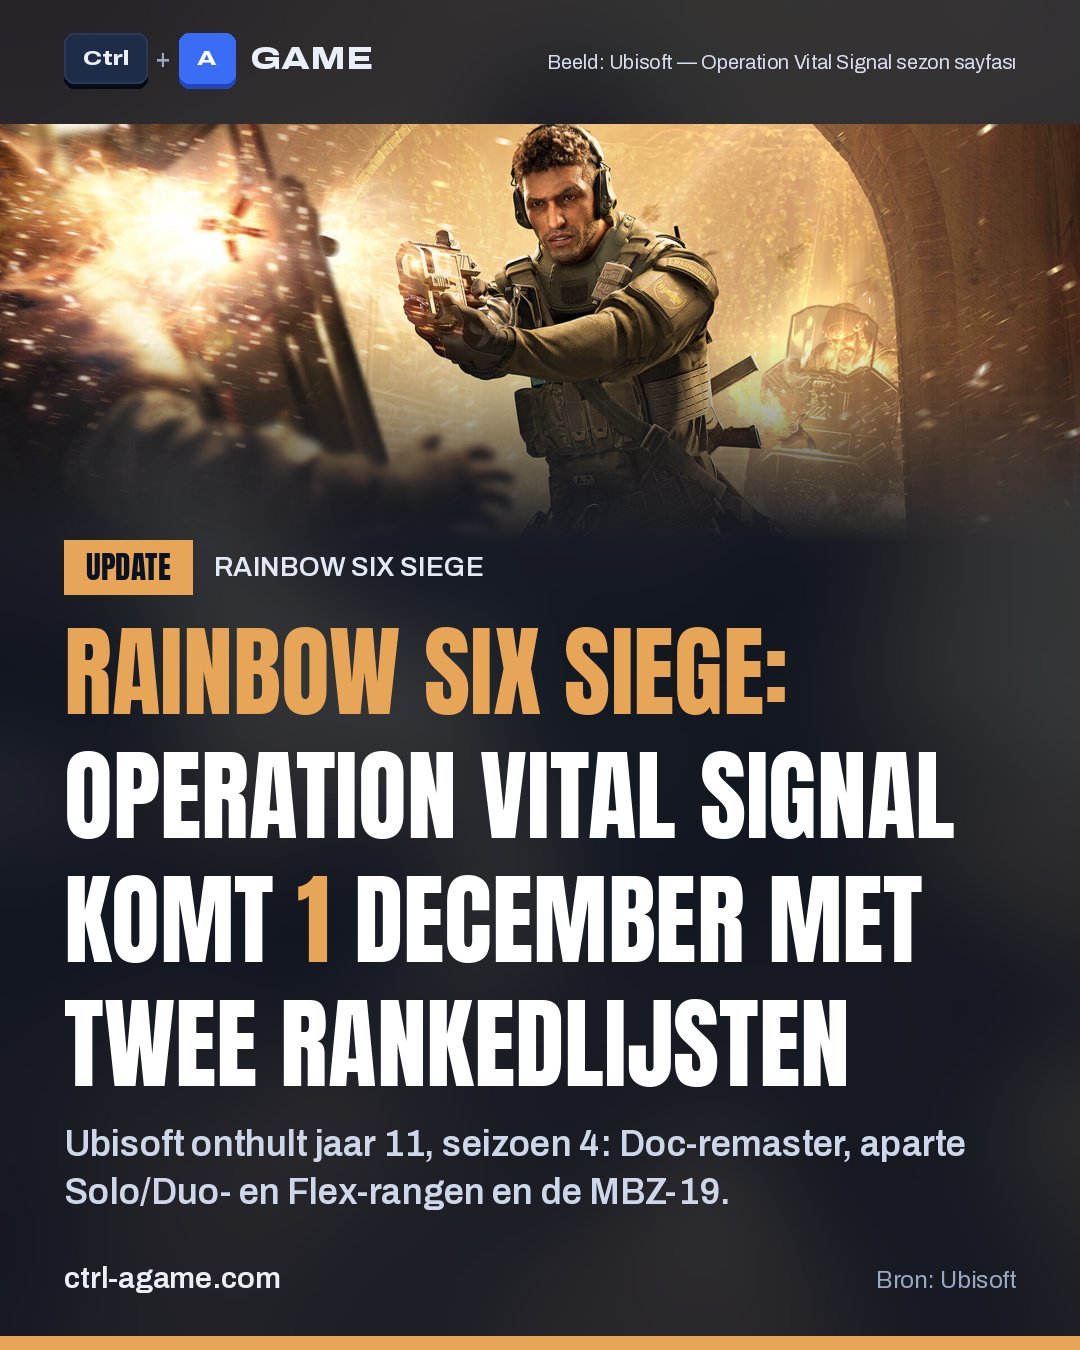 Ctrl + A GAME
Beeld: Ubisoft — Operation Vital Signal sezon sayfası
UPDATE RAINBOW SIX SIEGE
RAINBOW SIX SIEGE:
OPERATION VITAL SIGNAL
KOMT 1 DECEMBER MET
TWEE RANKEDLIJSTEN
Ubisoft onthult jaar 11, seizoen 4: Doc-remaster, aparte
Solo/Duo- en Flex-rangen en de MBZ-19.
ctrl-agame.com
Bron: Ubisoft